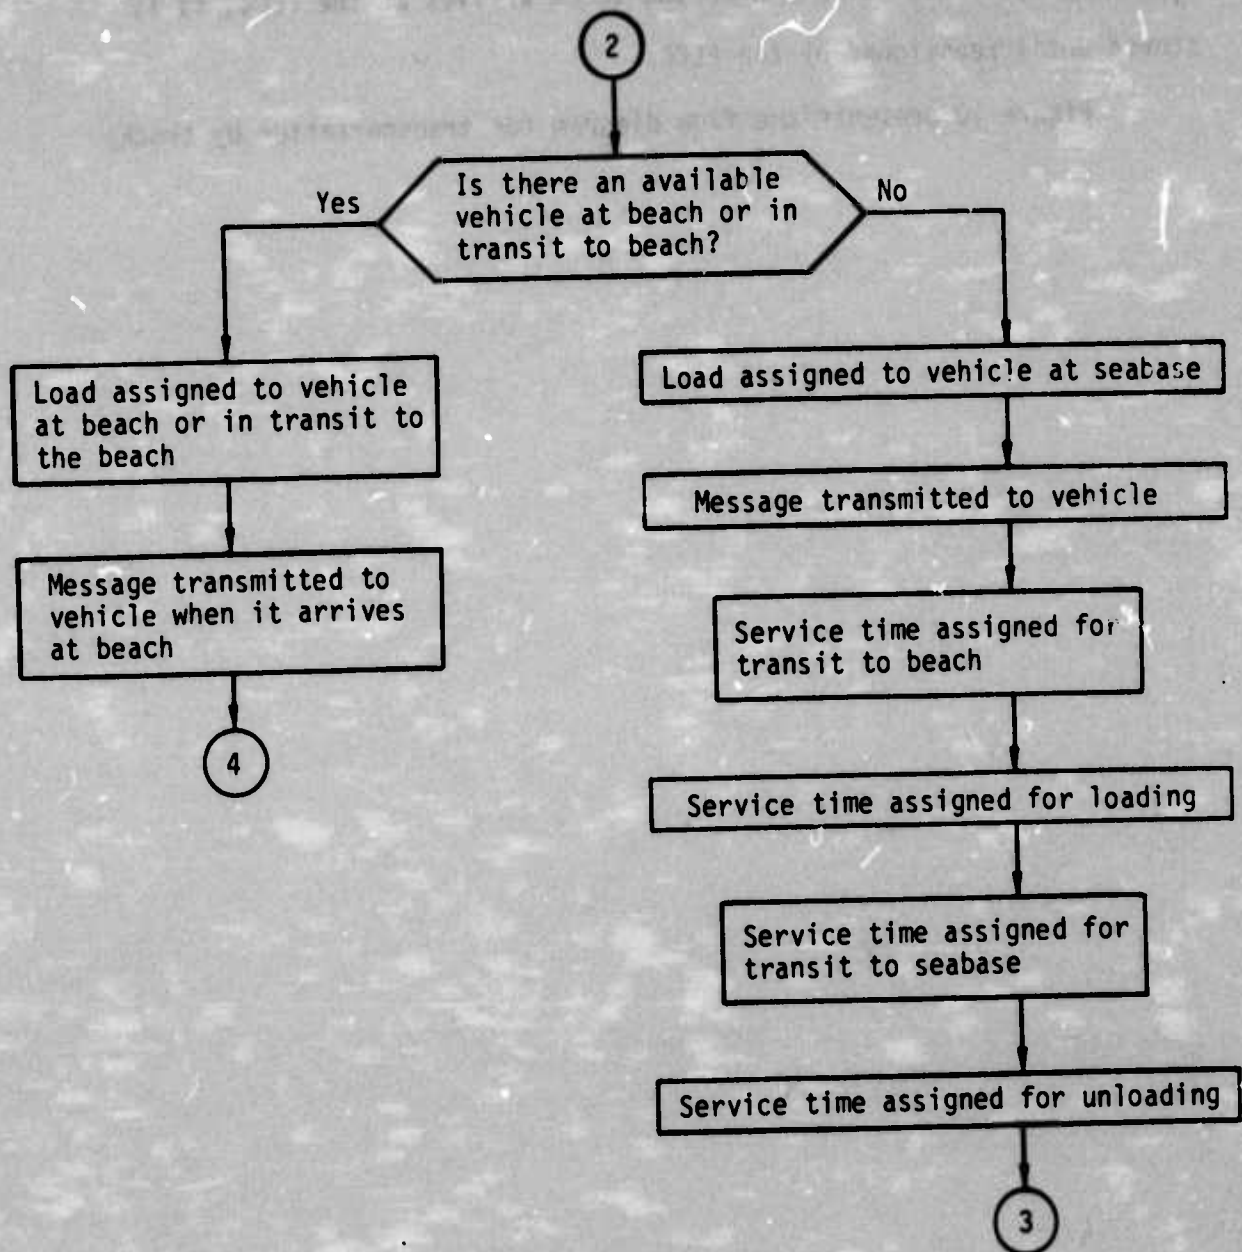 2
Is there an available
vehicle at beach or in
transit to beach?
Yes
No
Load assigned to vehicle
at beach or in transit to
the beach
Message transmitted to
vehicle when it arrives
at beach
4
Load assigned to vehicle at seabase
Message transmitted to vehicle
Service time assigned for
transit to beach
Service time assigned for loading
Service time assigned for
transit to seabase
Service time assigned for unloading
3